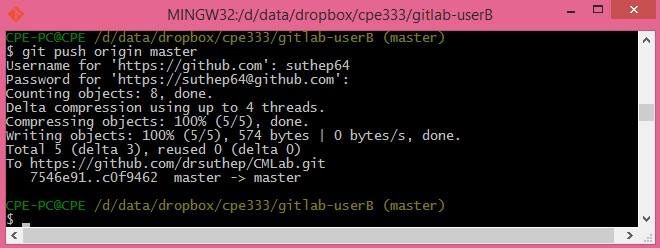 MINGW32:/d/data/dropbox/cpe333/gitlab-userB
CPE-PC@CPE /d/data/dropbox/cpe333/gitlab-userB (master)
$ git push origin master
Username for 'https://github.com': suthep64
Password for 'https://suthep64@github.com':
Counting objects: 8, done.
Delta compression using up to 4 threads.
Compressing objects: 100% (5/5), done.
Writing objects: 100% (5/5), 574 bytes | 0 bytes/s, done.
Total 5 (delta 3), reused 0 (delta 0)
To https://github.com/drsuthep/CMLab.git
   7546e91..c0f9462  master -> master
CPE-PC@CPE /d/data/dropbox/cpe333/gitlab-userB (master)
$